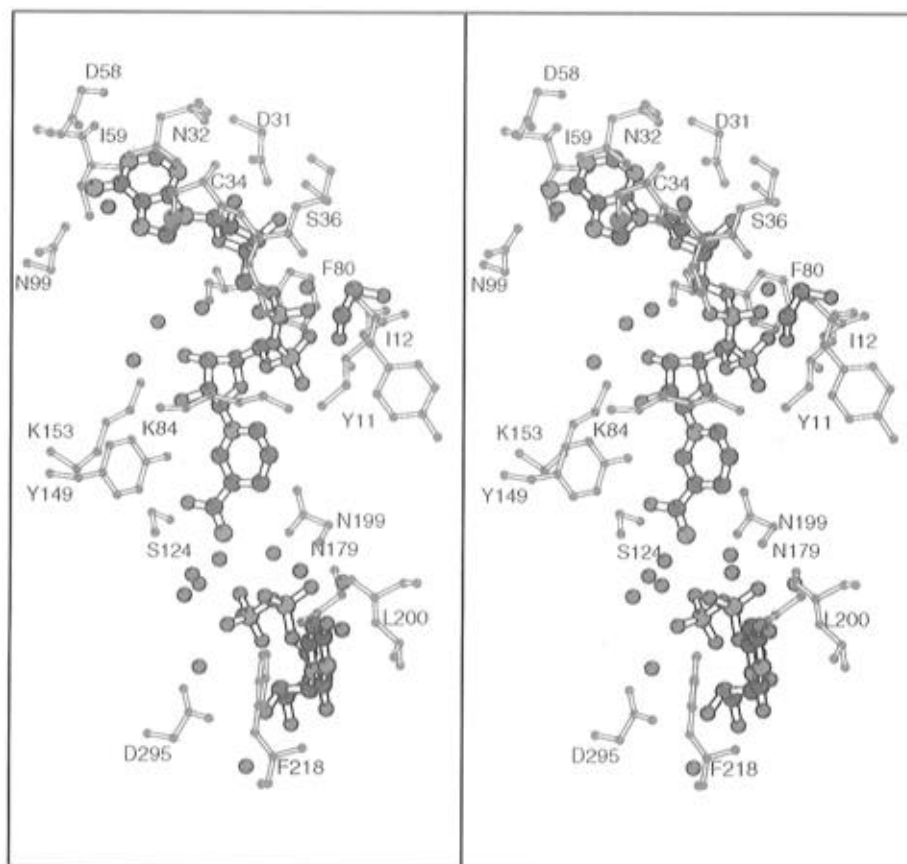 D58
I59
N32
D31
C34
S36
N99
F80
I12
Y11
K153
K84
Y149
S124
N199
N179
L200
D295
F218
D58
I59
N32
D31
C34
S36
N99
F80
I12
Y11
K153
K84
Y149
S124
N199
N179
L200
D295
F218